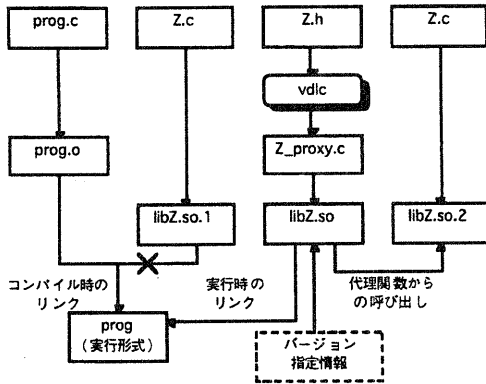 prog.c
Z.c
Z.h
Z.c
vdlc
prog.o
Z_proxy.c
libZ.so.1
libZ.so
libZ.so.2
コンパイル時の
リンク
実行時の
リンク
代理関数から
の呼び出し
prog
(実行形式)
バージョン
指定情報